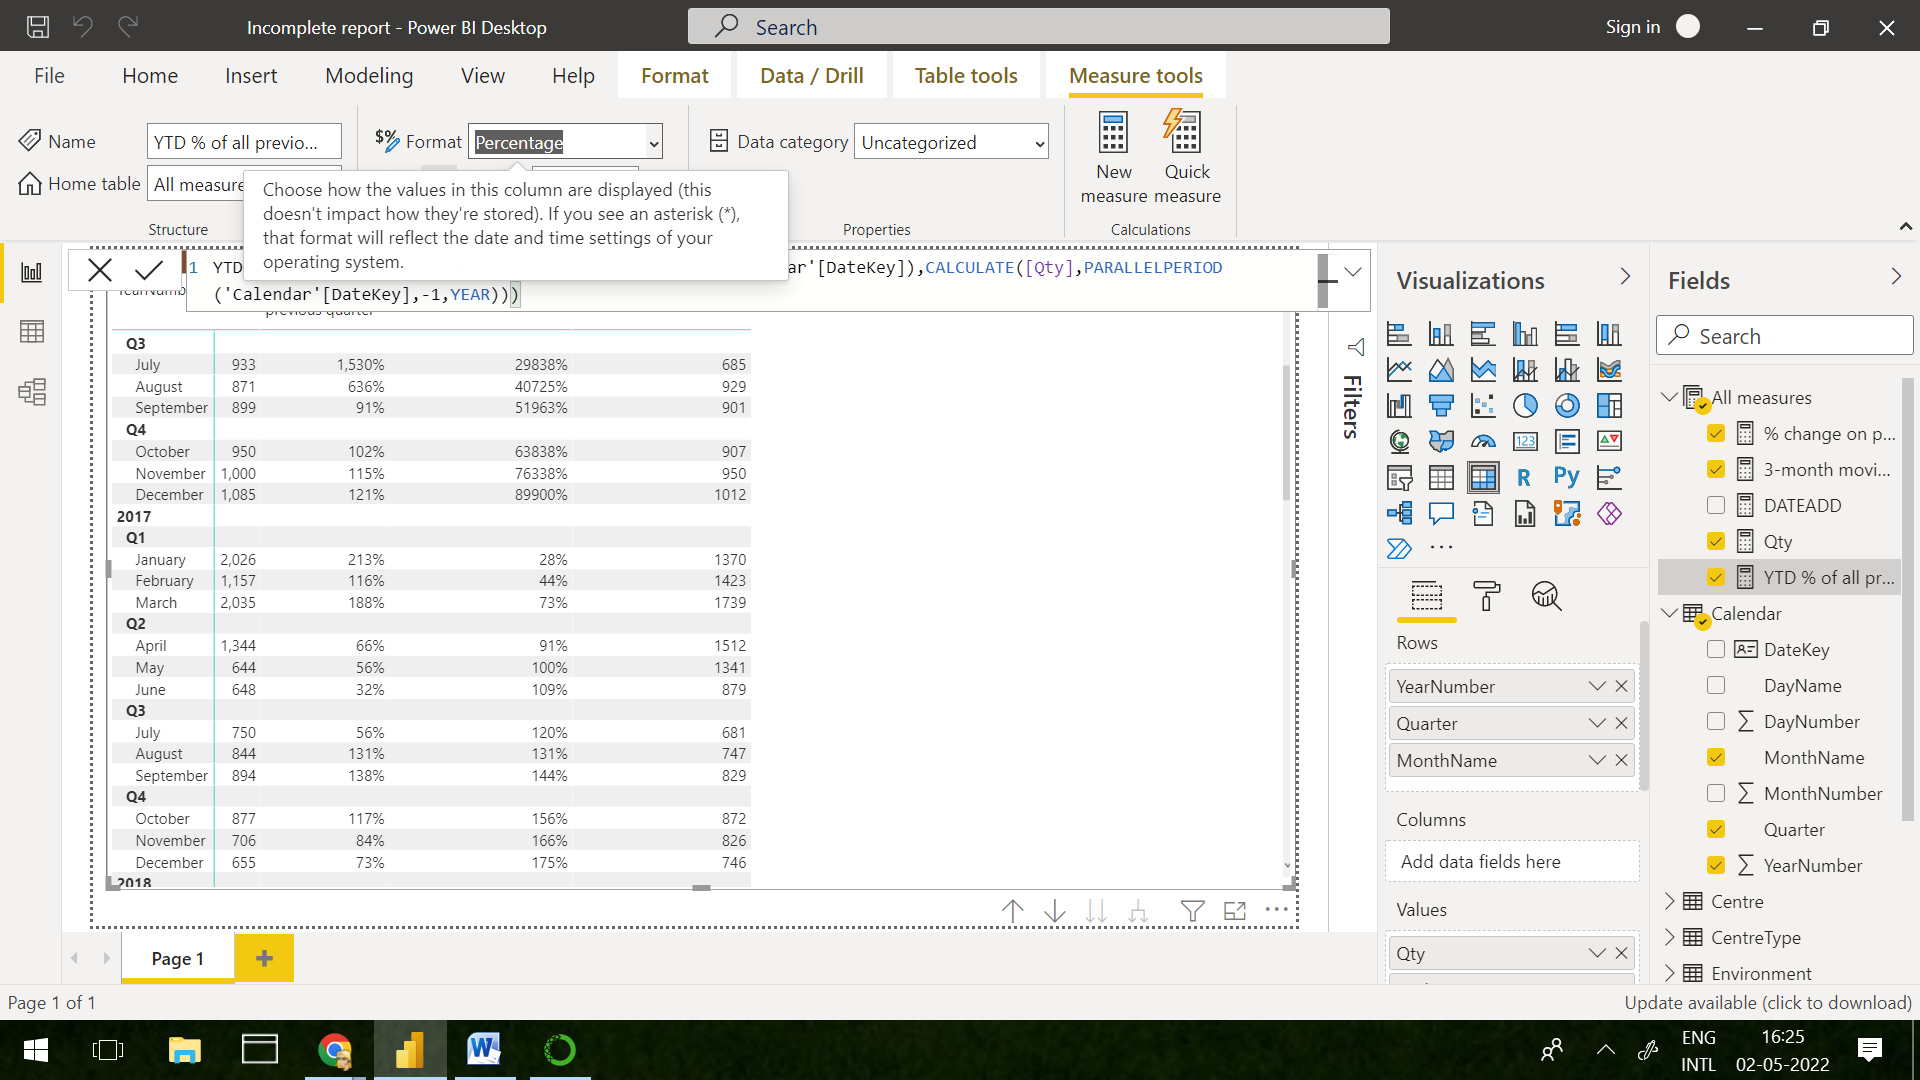 Incomplete report - Power BI Desktop
Search
Sign in
File Home Insert Modeling View Help Format Data / Drill Table tools Measure tools
Name YTD % of all previo...
$% Format Percentage
Data category Uncategorized
New measure
Quick measure
Home table All measure
Structure
Properties
Calculations
Choose how the values in this column are displayed (this
doesn't impact how they're stored). If you see an asterisk (*),
that format will reflect the date and time settings of your
operating system.
1 YTD ar'[DateKey]),CALCULATE([Qty],PARALLELPERIOD
('Calendar'[DateKey],-1,YEAR)))
previous quarter
Q3
July 933 1,530% 29838% 685
August 871 636% 40725% 929
September 899 91% 51963% 901
Q4
October 950 102% 63838% 907
November 1,000 115% 76338% 950
December 1,085 121% 89900% 1012
2017
Q1
January 2,026 213% 28% 1370
February 1,157 116% 44% 1423
March 2,035 188% 73% 1739
Q2
April 1,344 66% 91% 1512
May 644 56% 100% 1341
June 648 32% 109% 879
Q3
July 750 56% 120% 681
August 844 131% 131% 747
September 894 138% 144% 829
Q4
October 877 117% 156% 872
November 706 84% 166% 826
December 655 73% 175% 746
2018
Filters
Visualizations
123
R
Py
Rows
YearNumber
Quarter
MonthName
Columns
Add data fields here
Values
Qty
Fields
Search
All measures
% change on p...
3-month movi...
DATEADD
Qty
YTD % of all pr...
Calendar
DateKey
DayName
DayNumber
MonthName
MonthNumber
Quarter
YearNumber
Centre
CentreType
Environment
Page 1
Page 1 of 1
Update available (click to download)
ENG
INTL
16:25
02-05-2022